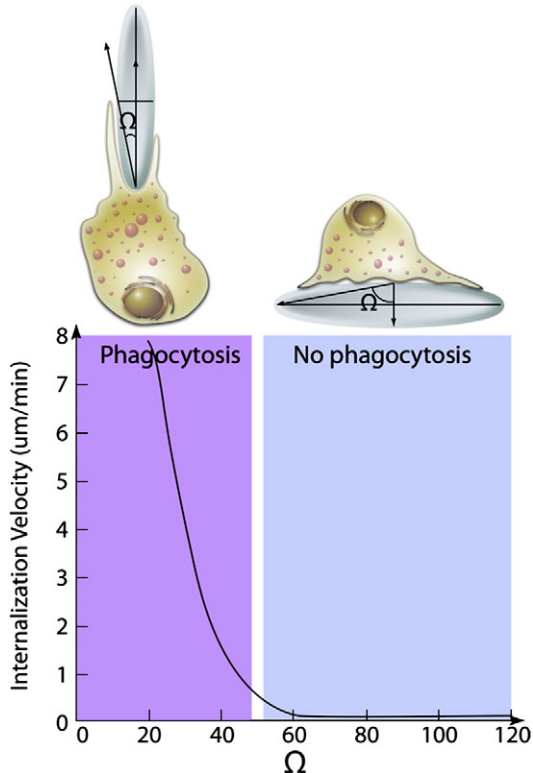 Ω
Ω
Phagocytosis
No phagocytosis
Internalization Velocity (um/min)
8
7
6
5
4
3
2
1
0
0 20 40 60 80 100 120
Ω